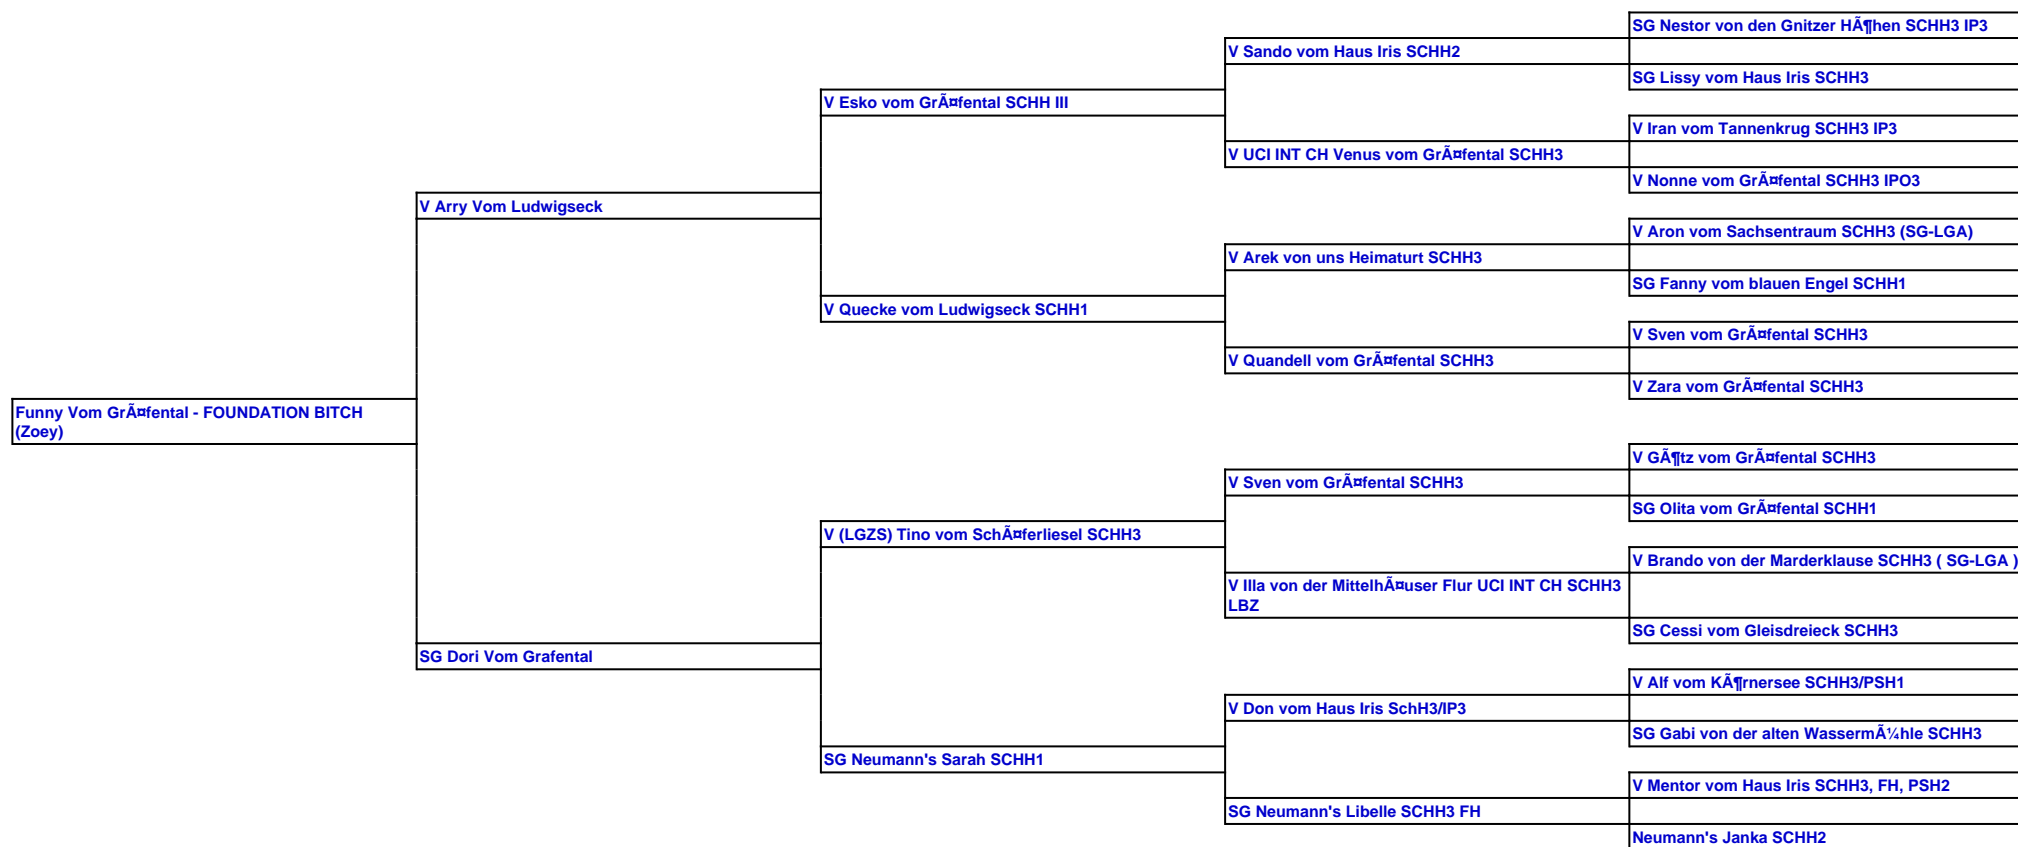 SG Nestor von den Gnitzer HÃ¶hen SCHH3 IP3
V Sando vom Haus Iris SCHH2
SG Lissy vom Haus Iris SCHH3
V Esko vom GrÃ¤fental SCHH III
V Iran vom Tannenkrug SCHH3 IP3
V UCI INT CH Venus vom GrÃ¤fental SCHH3
V Nonne vom GrÃ¤fental SCHH3 IPO3
V Arry Vom Ludwigseck
V Aron vom Sachsentraum SCHH3 (SG-LGA)
V Arek von uns Heimaturt SCHH3
SG Fanny vom blauen Engel SCHH1
V Quecke vom Ludwigseck SCHH1
V Sven vom GrÃ¤fental SCHH3
V Quandell vom GrÃ¤fental SCHH3
V Zara vom GrÃ¤fental SCHH3
Funny Vom GrÃ¤fental - FOUNDATION BITCH
(Zoey)
V GÃ¶tz vom GrÃ¤fental SCHH3
V Sven vom GrÃ¤fental SCHH3
SG Olita vom GrÃ¤fental SCHH1
V (LGZS) Tino vom SchÃ¤ferliesel SCHH3
V Brando von der Marderklause SCHH3 ( SG-LGA )
V Illa von der MittelhÃ¤user Flur UCI INT CH SCHH3
LBZ
SG Cessi vom Gleisdreieck SCHH3
SG Dori Vom Grafental
V Alf vom KÃ¶rnersee SCHH3/PSH1
V Don vom Haus Iris SchH3/IP3
SG Gabi von der alten WassermÃ¼hle SCHH3
SG Neumann's Sarah SCHH1
V Mentor vom Haus Iris SCHH3, FH, PSH2
SG Neumann's Libelle SCHH3 FH
Neumann's Janka SCHH2